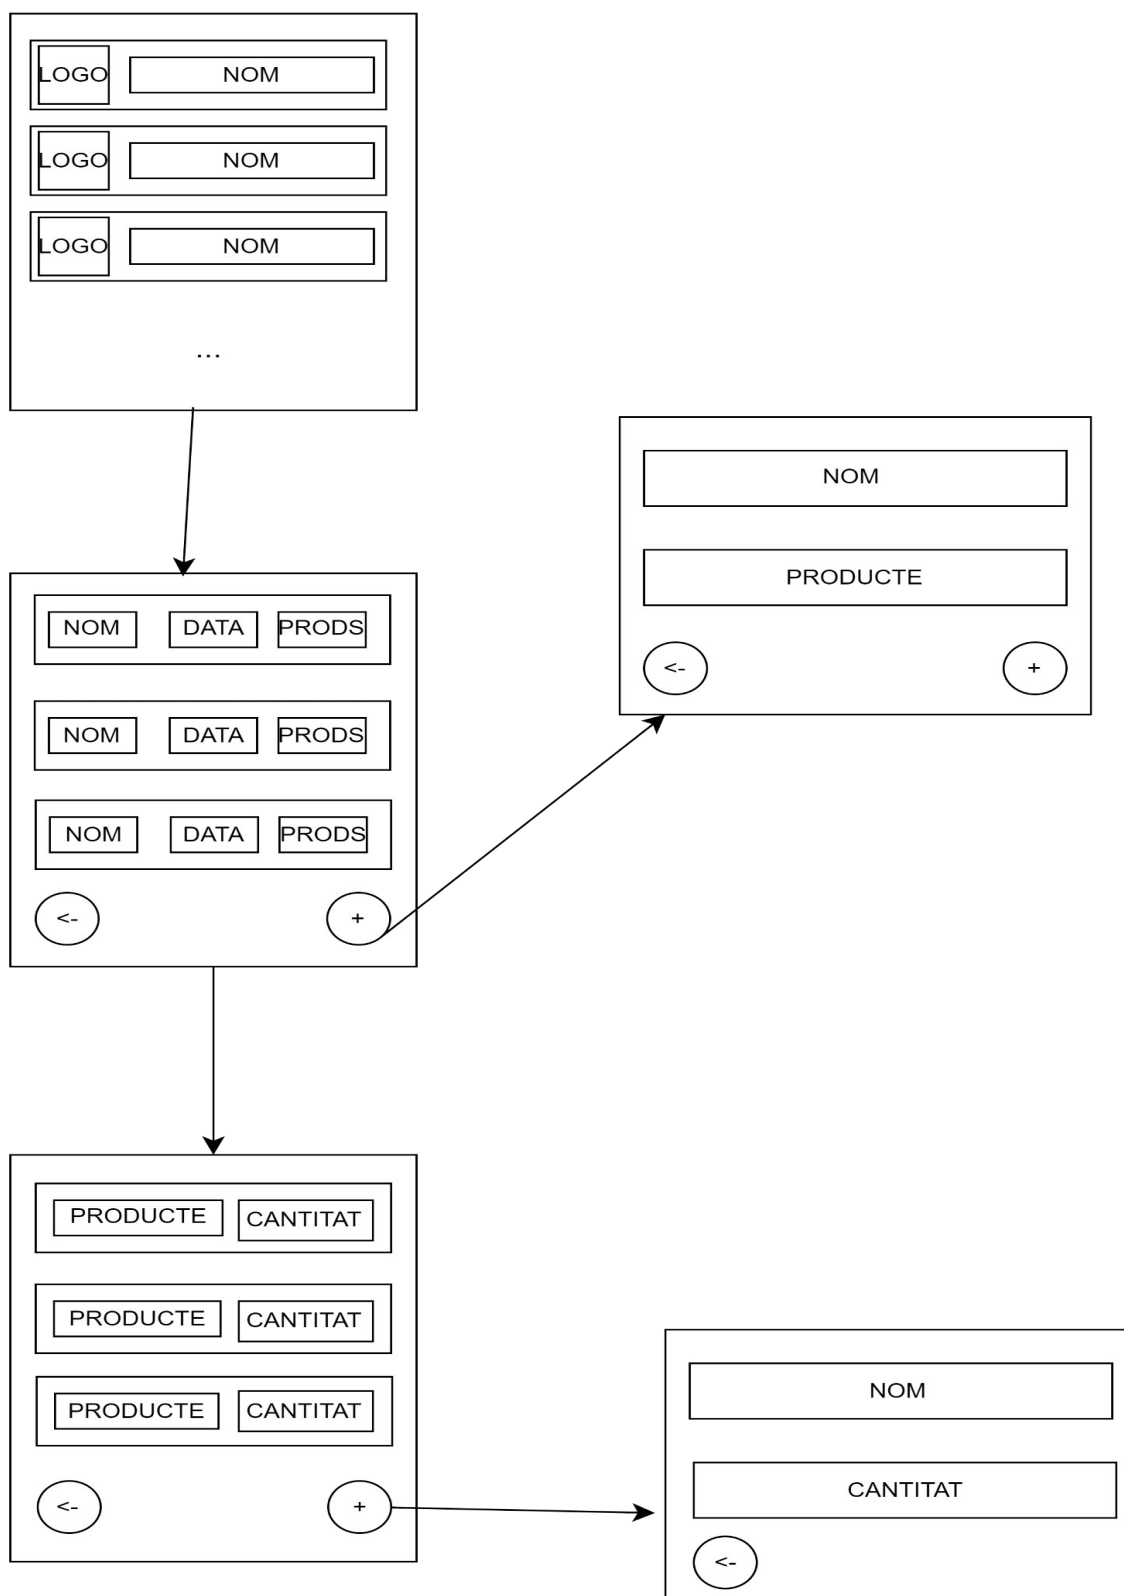 LOGO NOM
LOGO NOM
LOGO NOM
...
NOM DATA PRODS
NOM DATA PRODS
NOM DATA PRODS
<- +
NOM
PRODUCTE
<- +
PRODUCTE CANTITAT
PRODUCTE CANTITAT
PRODUCTE CANTITAT
<- +
NOM
CANTITAT
<-